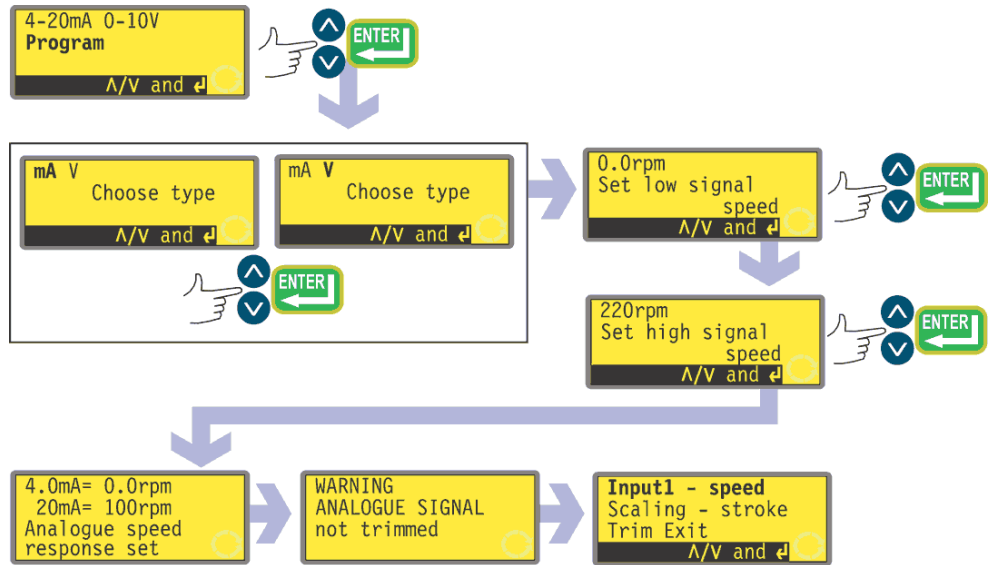 4-20mA 0-10V
Program
∧/∨ and ↵
ENTER
mA V
Choose type
∧/∨ and ↵
mA V
Choose type
∧/∨ and ↵
ENTER
0.0rpm
Set low signal
speed
∧/∨ and ↵
ENTER
220rpm
Set high signal
speed
∧/∨ and ↵
ENTER
4.0mA= 0.0rpm
20mA= 100rpm
Analogue speed
response set
WARNING
ANALOGUE SIGNAL
not trimmed
Input1 - speed
Scaling - stroke
Trim Exit
∧/∨ and ↵